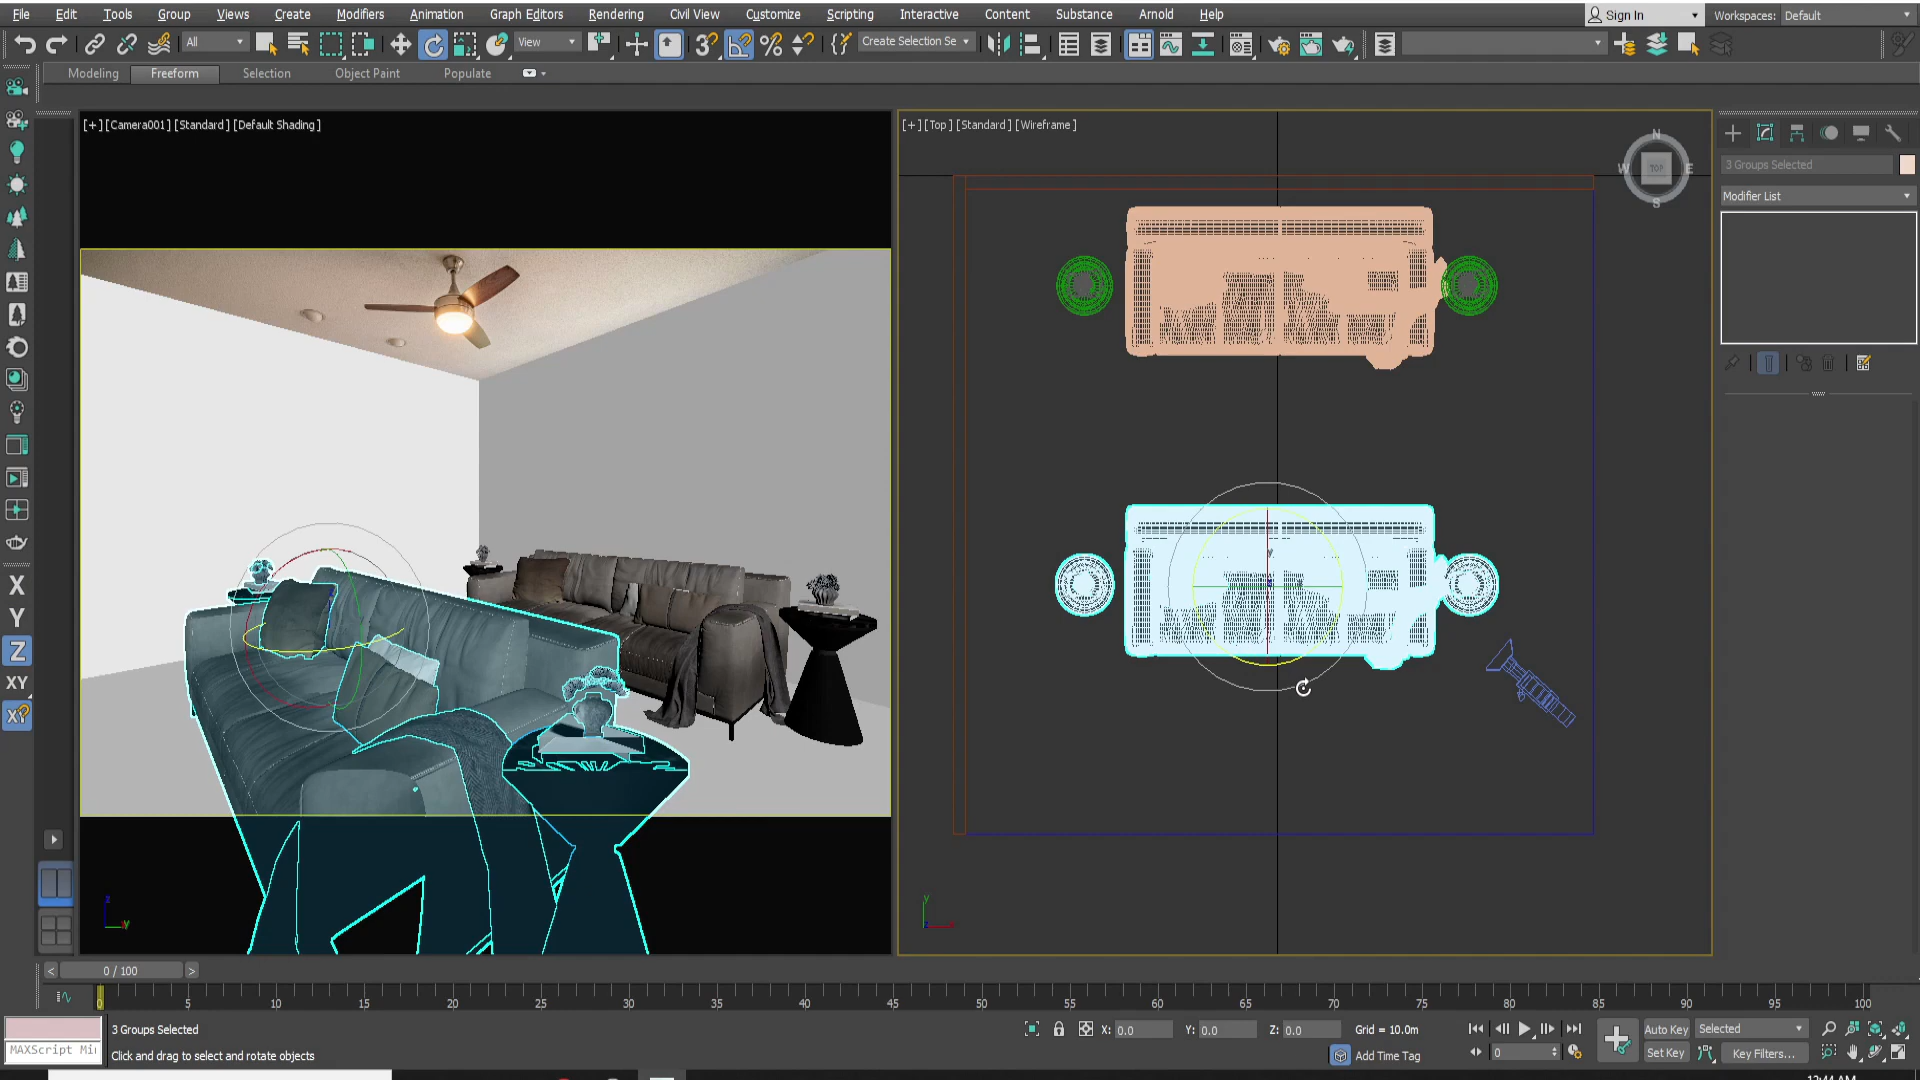 File Edit Tools Group Views Create Modifiers Animation Graph Editors Rendering Civil View Customize Scripting Interactive Content Substance Arnold Help Sign In Workspaces: Default
All View Create Selection Se
Modeling Freeform Selection Object Paint Populate
[+][Camera001][Standard][Default Shading]
[+][Top][Standard][Wireframe]
N
W TOP E
S
3 Groups Selected
Modifier List
X
Y
Z
XY
XY
z
y
y
x
< 0 / 100 >
0 5 10 15 20 25 30 35 40 45 50 55 60 65 70 75 80 85 90 95 100
3 Groups Selected X: 0.0 Y: 0.0 Z: 0.0 Grid = 10.0m Auto Key Selected
MAXScript Mi Click and drag to select and rotate objects Add Time Tag 0 Set Key Key Filters...